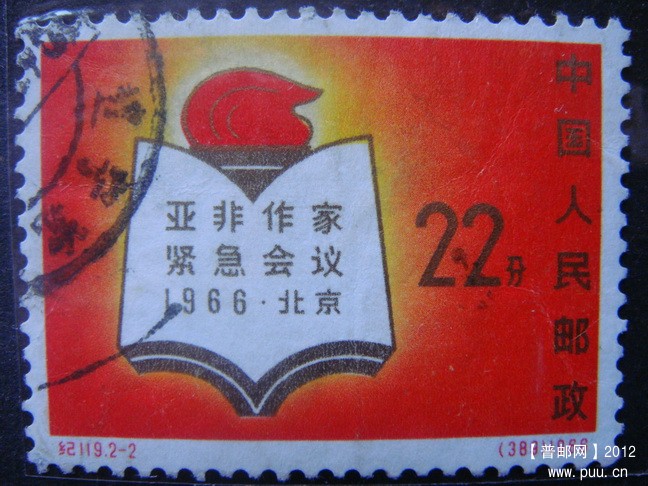 亚非作家
紧急会议
1966·北京
22分
中国人民邮政
纪119.2-2
【普邮网】2012
www.puu.cn